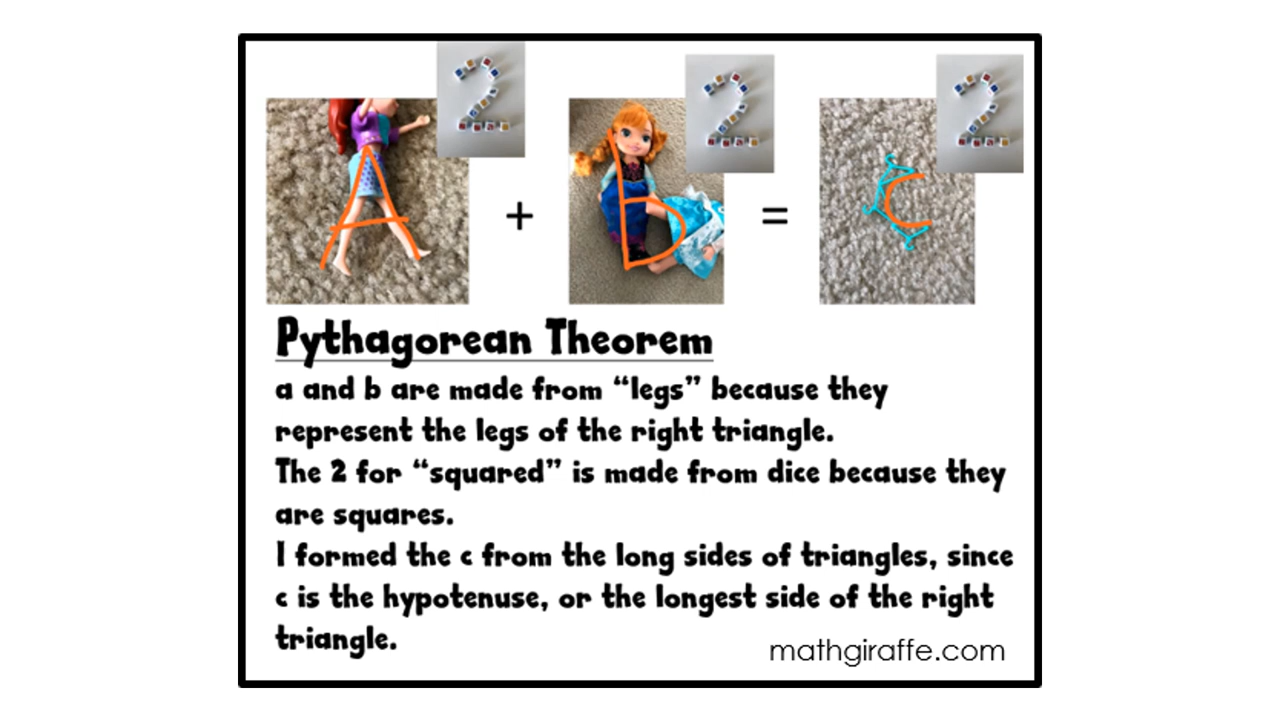 A 2 + b 2 = C 2
Pythagorean Theorem
a and b are made from “legs” because they
represent the legs of the right triangle.
The 2 for “squared” is made from dice because they
are squares.
I formed the c from the long sides of triangles, since
c is the hypotenuse, or the longest side of the right
triangle.
mathgiraffe.com